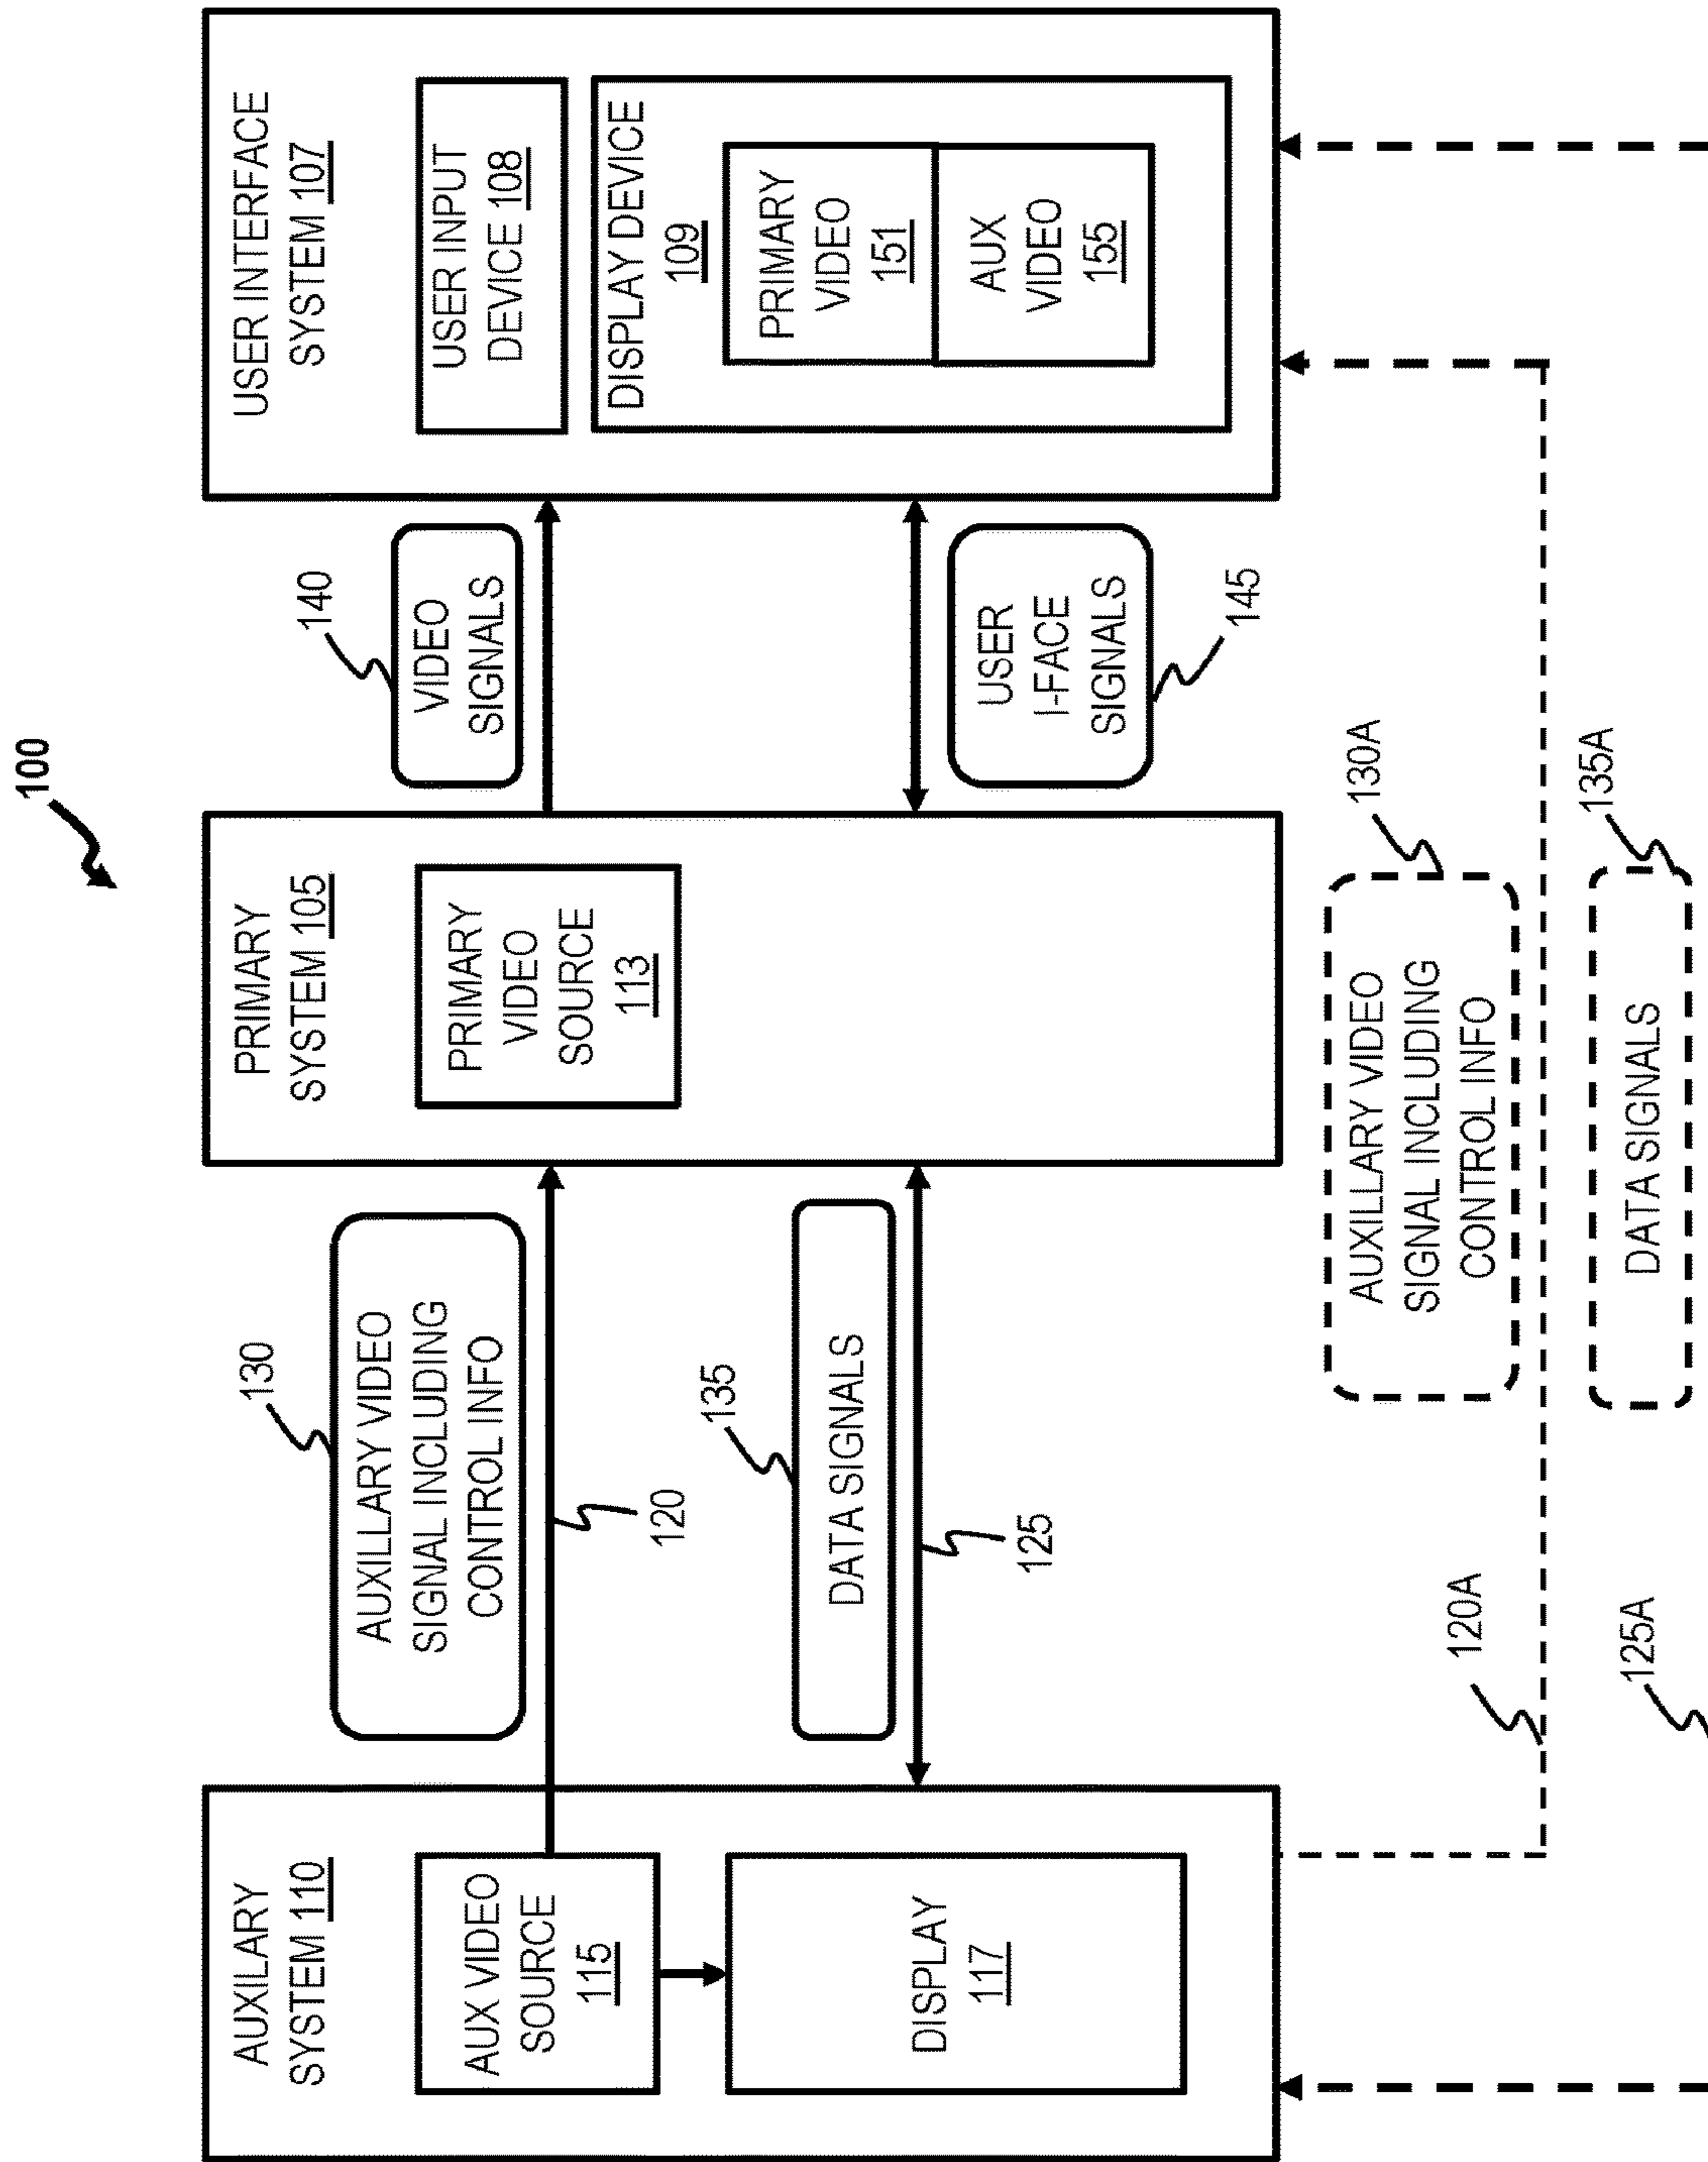 100
AUXILARY
SYSTEM 110
AUX VIDEO
SOURCE
115
DISPLAY
117
130
AUXILLARY VIDEO
SIGNAL INCLUDING
CONTROL INFO
120
135
DATA SIGNALS
125
PRIMARY
SYSTEM 105
PRIMARY
VIDEO
SOURCE
113
140
VIDEO
SIGNALS
USER
I-FACE
SIGNALS
145
USER INTERFACE
SYSTEM 107
USER INPUT
DEVICE 108
DISPLAY DEVICE
109
PRIMARY
VIDEO
151
AUX
VIDEO
155
120A
AUXILLARY VIDEO
SIGNAL INCLUDING
CONTROL INFO
130A
125A
DATA SIGNALS
135A